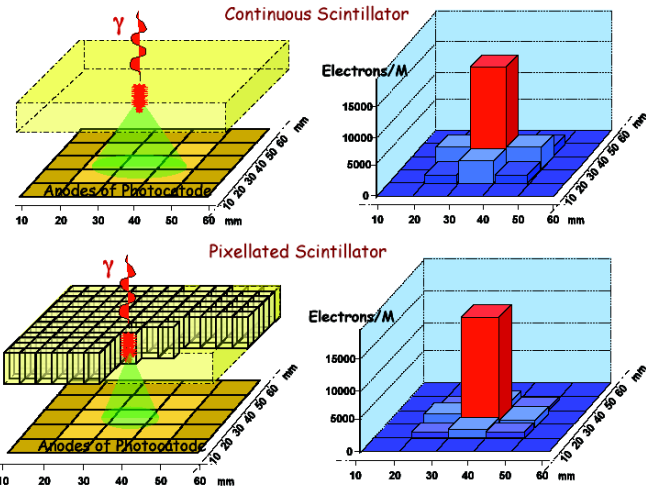 Continuous Scintillator
γ
Anodes of Photocatode
10 20 30 40 50 60 mm
10 20 30 40 50 60 mm
Electrons/M
15000
10000
5000
0
10 20 30 40 50 60 mm
10 20 30 40 50 60 mm
Pixellated Scintillator
γ
Anodes of Photocatode
10 20 30 40 50 60 mm
10 20 30 40 50 60 mm
Electrons/M
15000
10000
5000
0
10 20 30 40 50 60 mm
10 20 30 40 50 60 mm